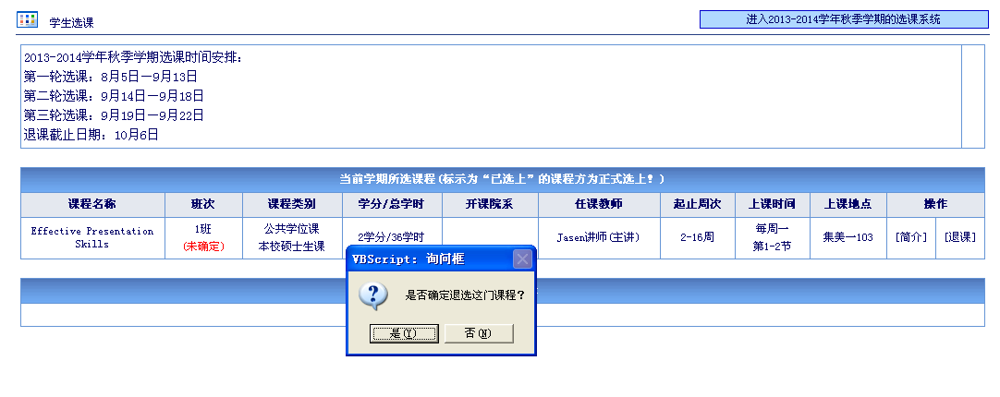 学生选课
进入2013-2014学年秋季学期的选课系统
2013-2014学年秋季学期选课时间安排:
第一轮选课: 8月5日—9月13日
第二轮选课: 9月14日—9月18日
第三轮选课: 9月19日—9月22日
退课截止日期: 10月6日
当前学期所选课程(标示为“已选上”的课程方为正式选上! )
课程名称 班次 课程类别 学分/总学时 开课院系 任课教师 起止周次 上课时间 上课地点 操作
Effective Presentation Skills 1班 (未确定) 公共学位课 本校硕士生课 2学分/36学时 Jasen讲师(主讲) 2-16周 每周一 第1-2节 集美一103 [简介] [退课]
VBScript: 询问框
是否确定退选这门课程?
是(Y) 否(N)